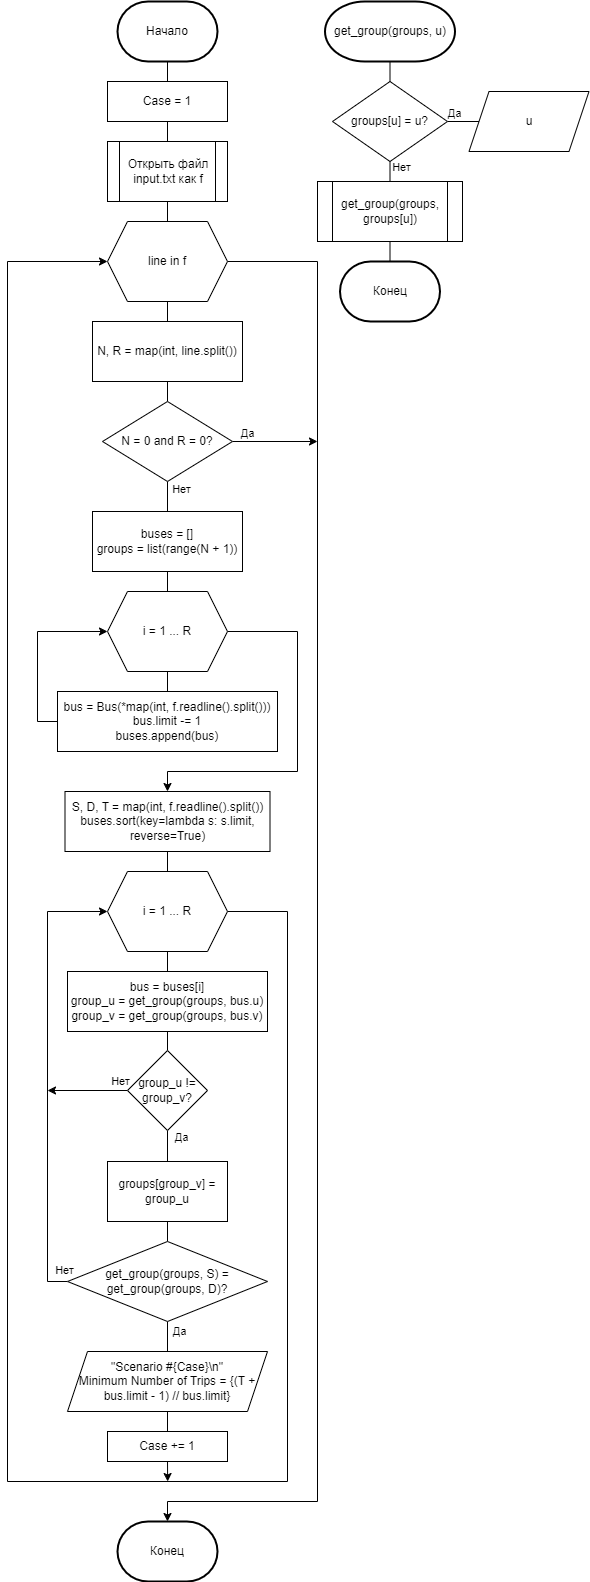 Начало
Case = 1
Открыть файл
input.txt как f
line in f
N, R = map(int, line.split())
N = 0 and R = 0?
Да
Нет
buses = []
groups = list(range(N + 1))
i = 1 ... R
bus = Bus(*map(int, f.readline().split()))
bus.limit -= 1
buses.append(bus)
S, D, T = map(int, f.readline().split())
buses.sort(key=lambda s: s.limit,
reverse=True)
i = 1 ... R
bus = buses[i]
group_u = get_group(groups, bus.u)
group_v = get_group(groups, bus.v)
Нет
group_u !=
group_v?
Да
groups[group_v] =
group_u
Нет
get_group(groups, S) =
get_group(groups, D)?
Да
"Scenario #{Case}\n"
Minimum Number of Trips = {(T +
bus.limit - 1) // bus.limit}
Case += 1
Конец
get_group(groups, u)
groups[u] = u?
Да
u
Нет
get_group(groups,
groups[u])
Конец